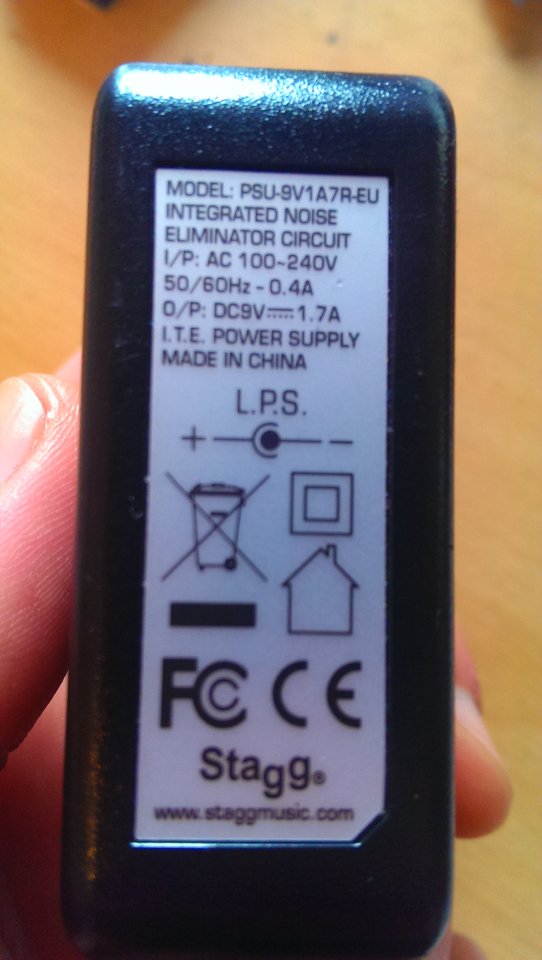 MODEL: PSU-9V1A7R-EU
INTEGRATED NOISE
ELIMINATOR CIRCUIT
I/P: AC 100~240V
50/60Hz - 0.4A
O/P: DC9V⎓1.7A
I.T.E. POWER SUPPLY
MADE IN CHINA
L.P.S.
+ −
FC CE
Stagg®
www.staggmusic.com